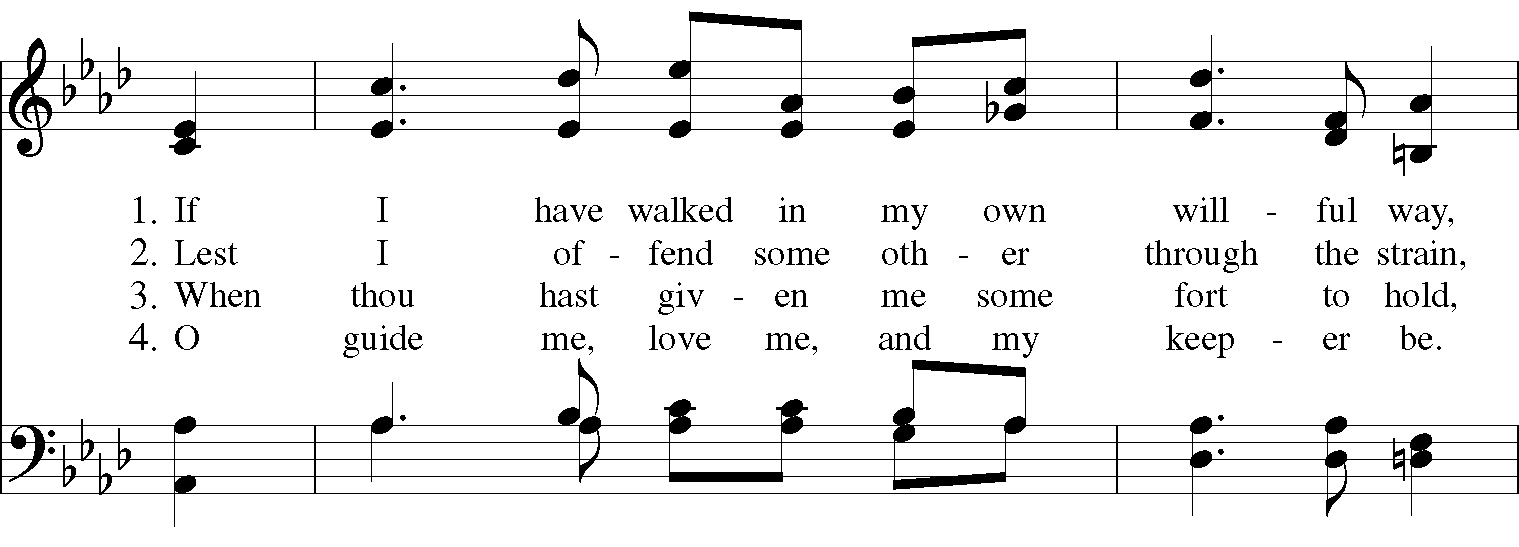 1. If I have walked in my own will - ful way,
2. Lest I of - fend some oth - er through the strain,
3. When thou hast giv - en me some fort to hold,
4. O guide me, love me, and my keep - er be.